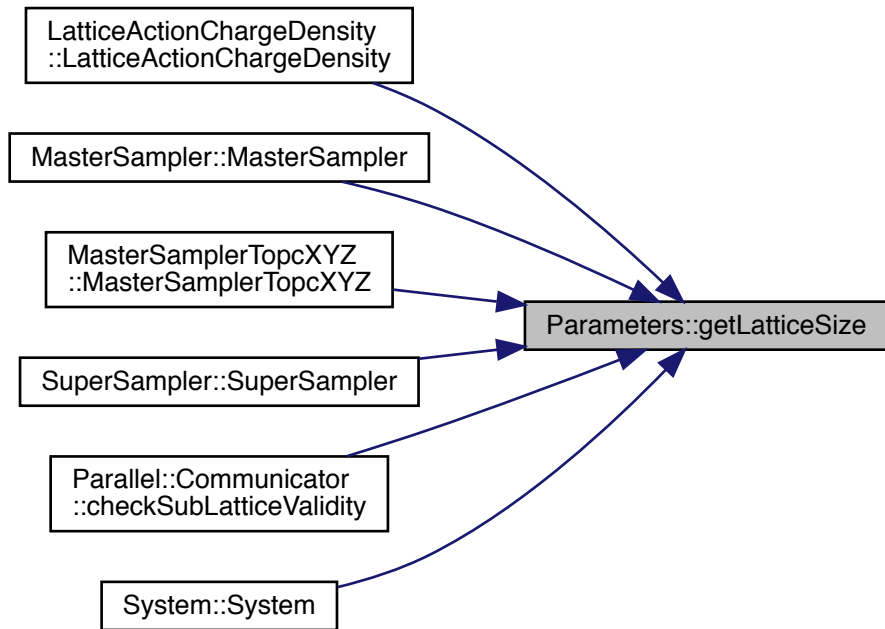 LatticeActionChargeDensity
::LatticeActionChargeDensity
MasterSampler::MasterSampler
MasterSamplerTopcXYZ
::MasterSamplerTopcXYZ
Parameters::getLatticeSize
SuperSampler::SuperSampler
Parallel::Communicator
::checkSubLatticeValidity
System::System